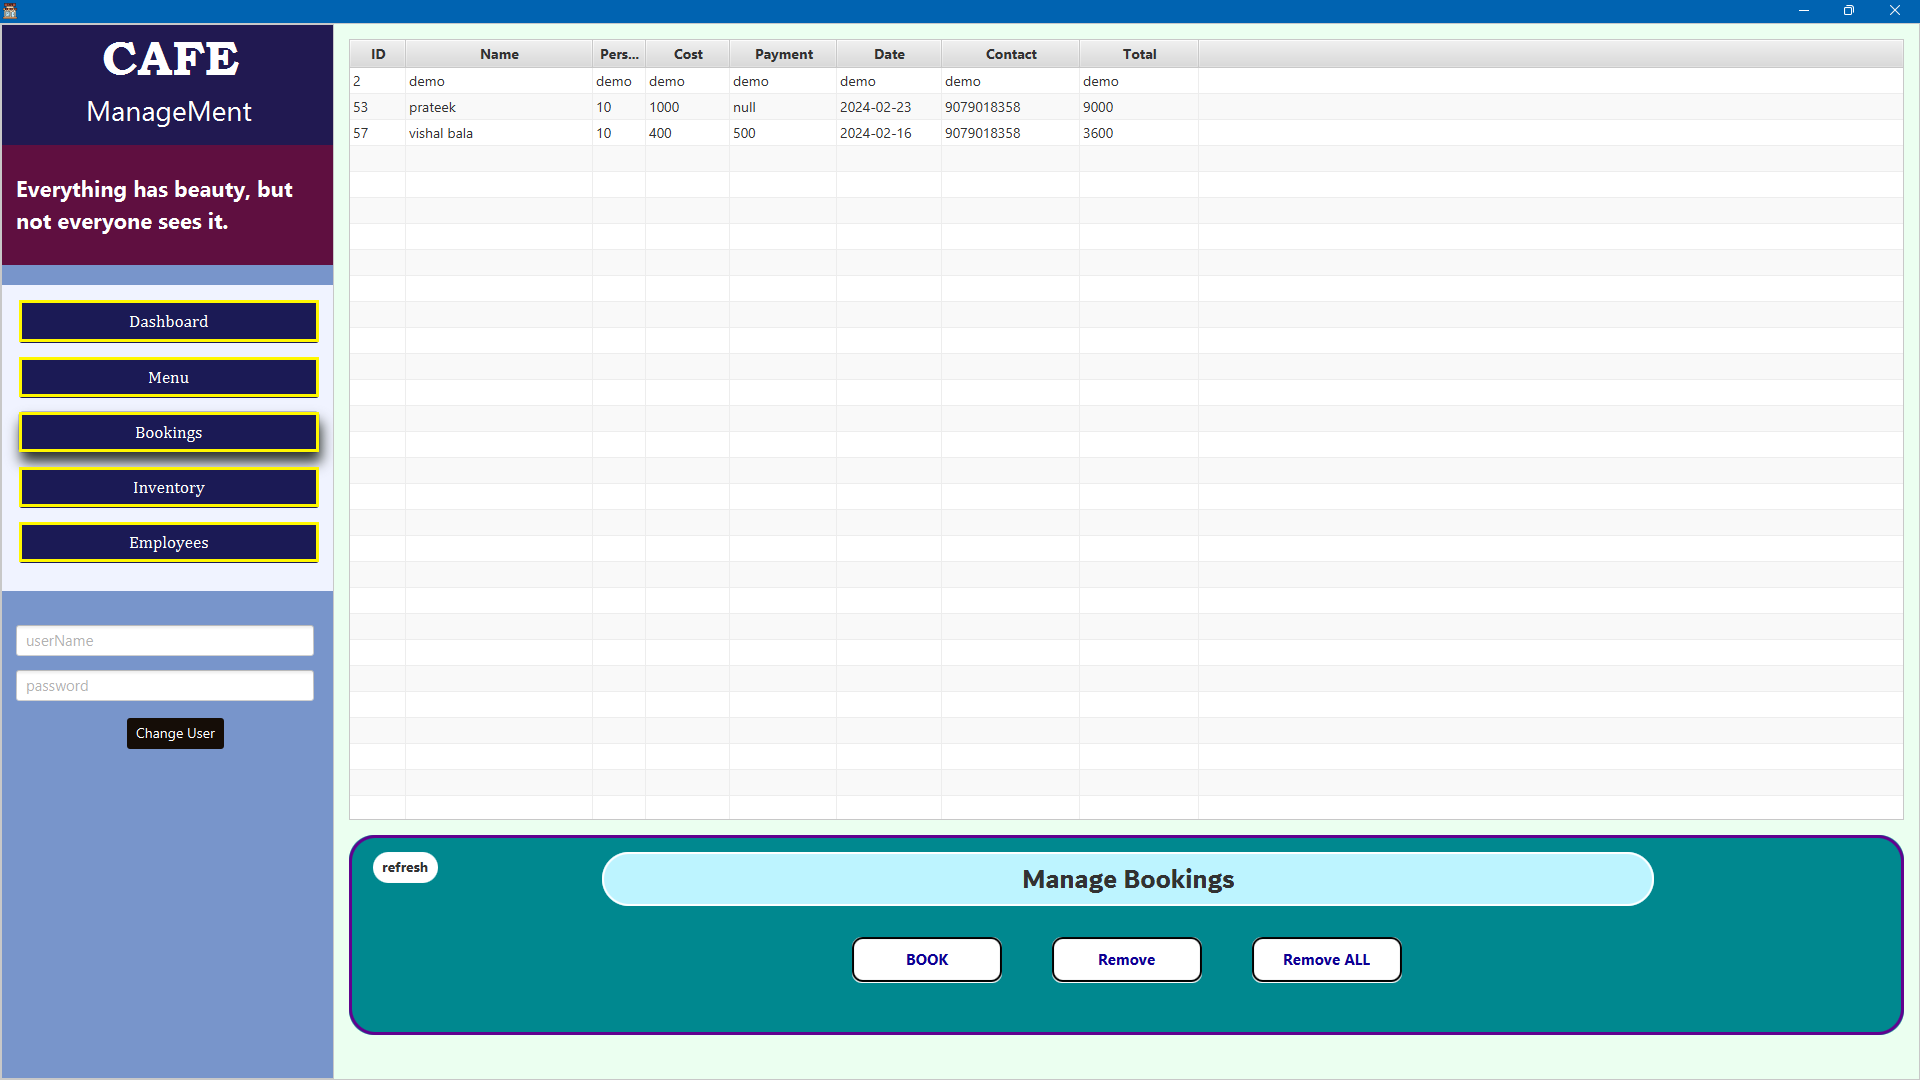 CAFE
ManageMent
Everything has beauty, but
not everyone sees it.
Dashboard
Menu
Bookings
Inventory
Employees
userName
password
Change User
ID Name Pers... Cost Payment Date Contact Total
2 demo demo demo demo demo demo demo
53 prateek 10 1000 null 2024-02-23 9079018358 9000
57 vishal bala 10 400 500 2024-02-16 9079018358 3600
refresh
Manage Bookings
BOOK Remove Remove ALL